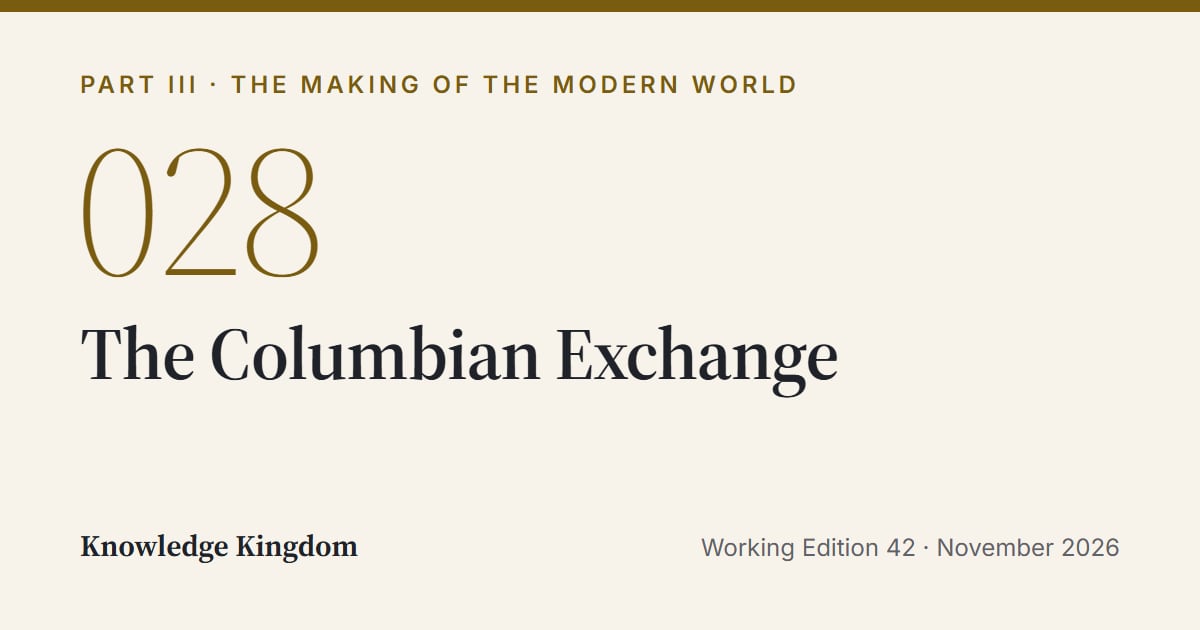 PART III · THE MAKING OF THE MODERN WORLD
028
The Columbian Exchange
Knowledge Kingdom
Working Edition 42 · November 2026